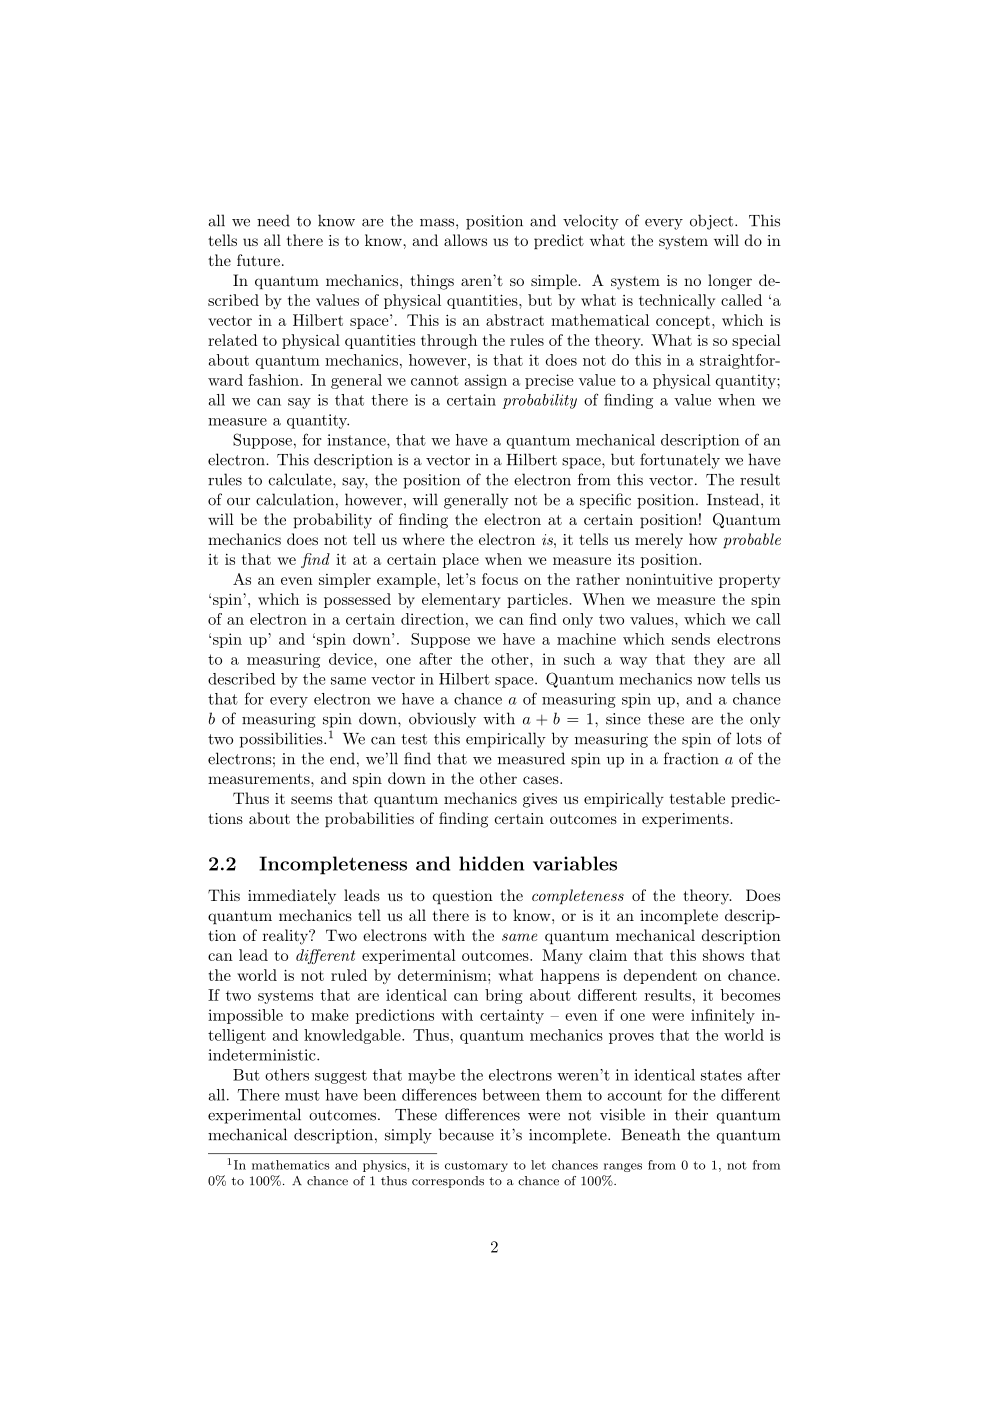 all we need to know are the mass, position and velocity of every object. This
tells us all there is to know, and allows us to predict what the system will do in
the future.
In quantum mechanics, things aren't so simple. A system is no longer de-
scribed by the values of physical quantities, but by what is technically called ‘a
vector in a Hilbert space’. This is an abstract mathematical concept, which is
related to physical quantities through the rules of the theory. What is so special
about quantum mechanics, however, is that it does not do this in a straightfor-
ward fashion. In general we cannot assign a precise value to a physical quantity;
all we can say is that there is a certain probability of finding a value when we
measure a quantity.
Suppose, for instance, that we have a quantum mechanical description of an
electron. This description is a vector in a Hilbert space, but fortunately we have
rules to calculate, say, the position of the electron from this vector. The result
of our calculation, however, will generally not be a specific position. Instead, it
will be the probability of finding the electron at a certain position! Quantum
mechanics does not tell us where the electron is, it tells us merely how probable
it is that we find it at a certain place when we measure its position.
As an even simpler example, let's focus on the rather nonintuitive property
‘spin’, which is possessed by elementary particles. When we measure the spin
of an electron in a certain direction, we can find only two values, which we call
‘spin up’ and ‘spin down’. Suppose we have a machine which sends electrons
to a measuring device, one after the other, in such a way that they are all
described by the same vector in Hilbert space. Quantum mechanics now tells us
that for every electron we have a chance a of measuring spin up, and a chance
b of measuring spin down, obviously with a + b = 1, since these are the only
two possibilities.¹ We can test this empirically by measuring the spin of lots of
electrons; in the end, we'll find that we measured spin up in a fraction a of the
measurements, and spin down in the other cases.
Thus it seems that quantum mechanics gives us empirically testable predic-
tions about the probabilities of finding certain outcomes in experiments.
2.2 Incompleteness and hidden variables
This immediately leads us to question the completeness of the theory. Does
quantum mechanics tell us all there is to know, or is it an incomplete descrip-
tion of reality? Two electrons with the same quantum mechanical description
can lead to different experimental outcomes. Many claim that this shows that
the world is not ruled by determinism; what happens is dependent on chance.
If two systems that are identical can bring about different results, it becomes
impossible to make predictions with certainty – even if one were infinitely in-
telligent and knowledgable. Thus, quantum mechanics proves that the world is
indeterministic.
But others suggest that maybe the electrons weren't in identical states after
all. There must have been differences between them to account for the different
experimental outcomes. These differences were not visible in their quantum
mechanical description, simply because it's incomplete. Beneath the quantum
¹In mathematics and physics, it is customary to let chances ranges from 0 to 1, not from
0% to 100%. A chance of 1 thus corresponds to a chance of 100%.
2